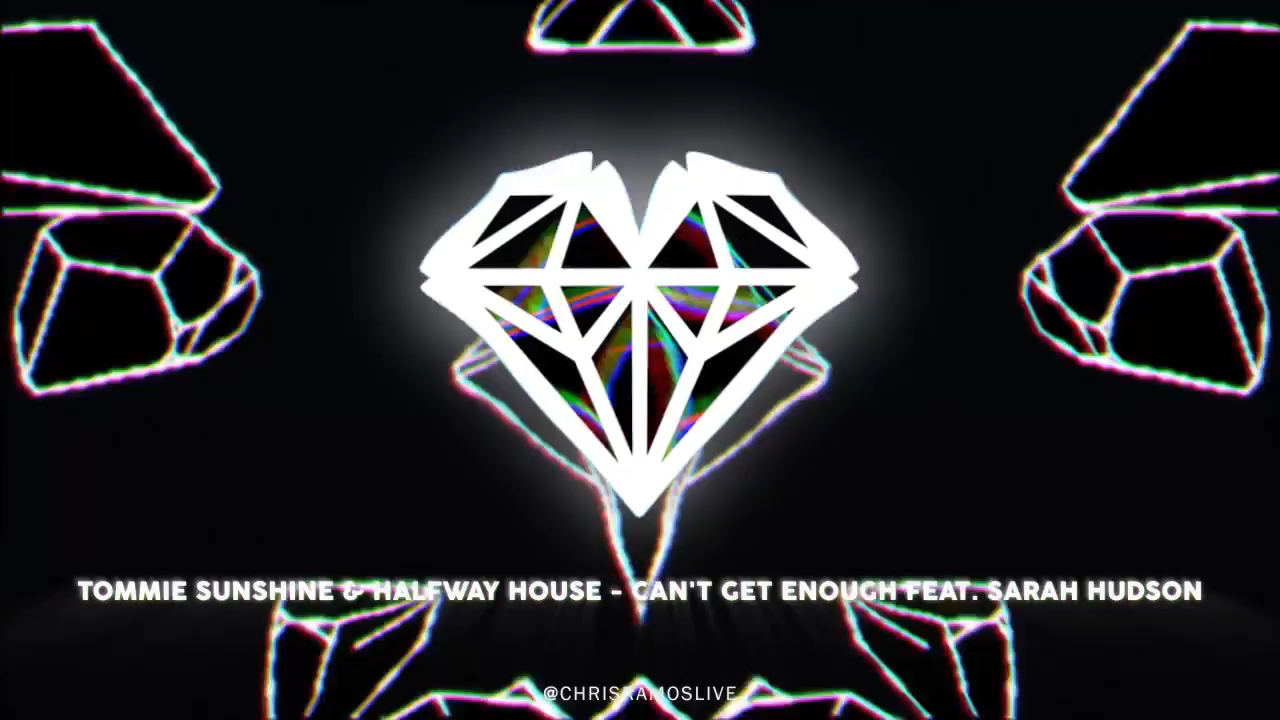 TOMMIE SUNSHINE & HALFWAY HOUSE - CAN'T GET ENOUGH FEAT. SARAH HUDSON
@CHRISRAMOSLIVE